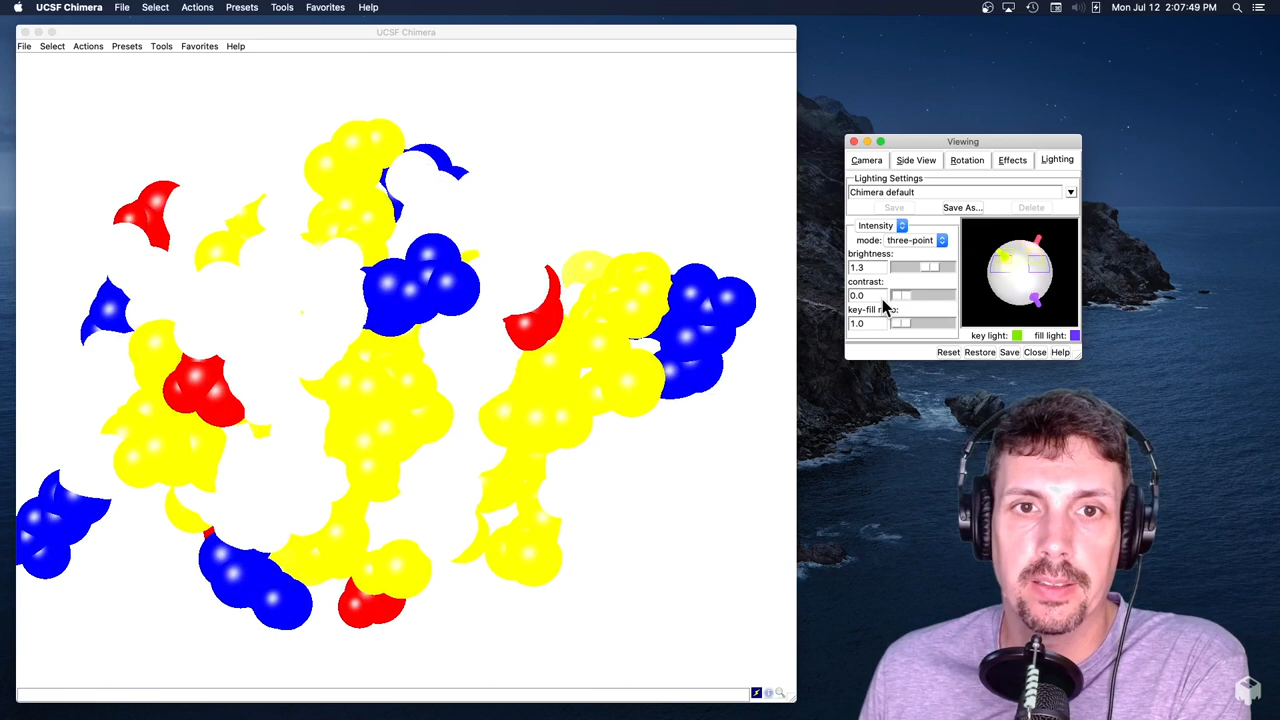 UCSF Chimera File Select Actions Presets Tools Favorites Help
Mon Jul 12 2:07:49 PM
UCSF Chimera
File Select Actions Presets Tools Favorites Help
Viewing
Camera Side View Rotation Effects Lighting
Lighting Settings
Chimera default
Save Save As... Delete
Intensity
mode: three-point
brightness:
1.3
contrast:
0.0
key-fill
1.0
key light: fill light:
Reset Restore Save Close Help